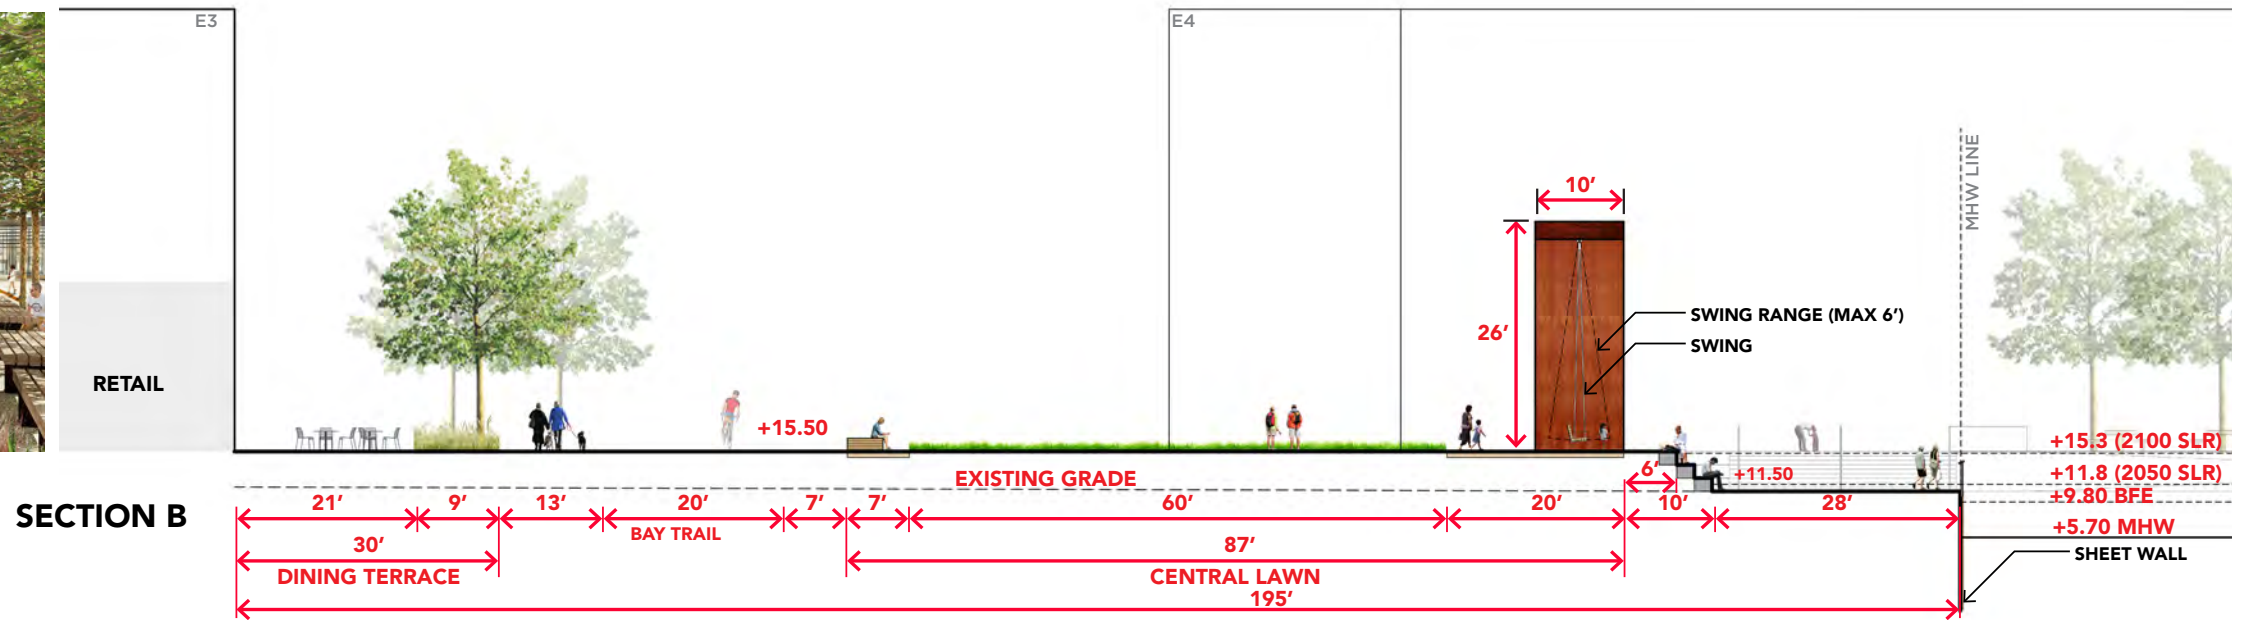 E3
E4
MHW LINE
10’
26’
SWING RANGE (MAX 6’)
SWING
RETAIL
+15.50
+15.3 (2100 SLR)
+11.8 (2050 SLR)
+9.80 BFE
+5.70 MHW
SHEET WALL
6’
+11.50
EXISTING GRADE
SECTION B
21’ 9’ 13’ 20’ 7’ 7’ 60’ 20’ 10’ 28’
BAY TRAIL
30’ 87’
DINING TERRACE CENTRAL LAWN
195’